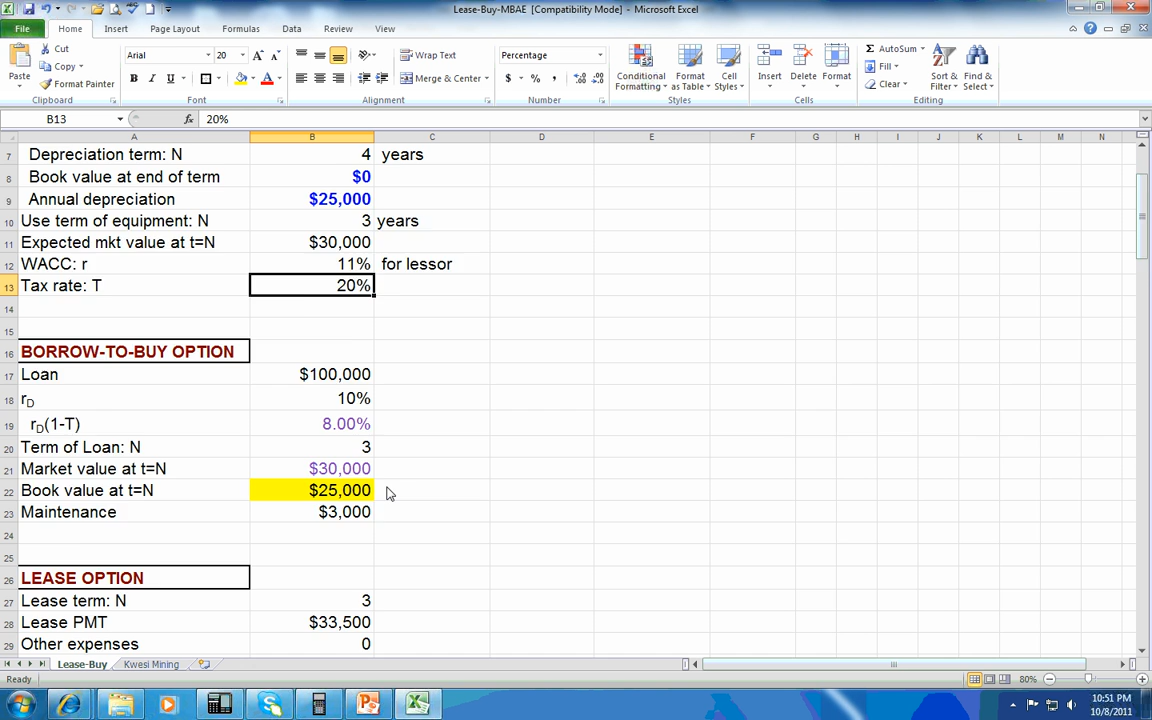 Lease-Buy-MBAE [Compatibility Mode] - Microsoft Excel
File Home Insert Page Layout Formulas Data Review View
Cut
Copy
Format Painter
Paste
Clipboard
Arial 20
Font
Wrap Text
Merge & Center
Alignment
Percentage
Number
Conditional Formatting
Format as Table
Cell Styles
Styles
Insert Delete Format
Cells
AutoSum
Fill
Clear
Sort & Filter
Find & Select
Editing
B13 fx 20%
A B C D E F G H I J K L M N
7 Depreciation term: N 4 years
8 Book value at end of term $0
9 Annual depreciation $25,000
10 Use term of equipment: N 3 years
11 Expected mkt value at t=N $30,000
12 WACC: r 11% for lessor
13 Tax rate: T 20%
14
15
16 BORROW-TO-BUY OPTION
17 Loan $100,000
18 rD 10%
19 rD(1-T) 8.00%
20 Term of Loan: N 3
21 Market value at t=N $30,000
22 Book value at t=N $25,000
23 Maintenance $3,000
24
25
26 LEASE OPTION
27 Lease term: N 3
28 Lease PMT $33,500
29 Other expenses 0
Lease-Buy Kwesi Mining
Ready 80%
10:51 PM
10/8/2011